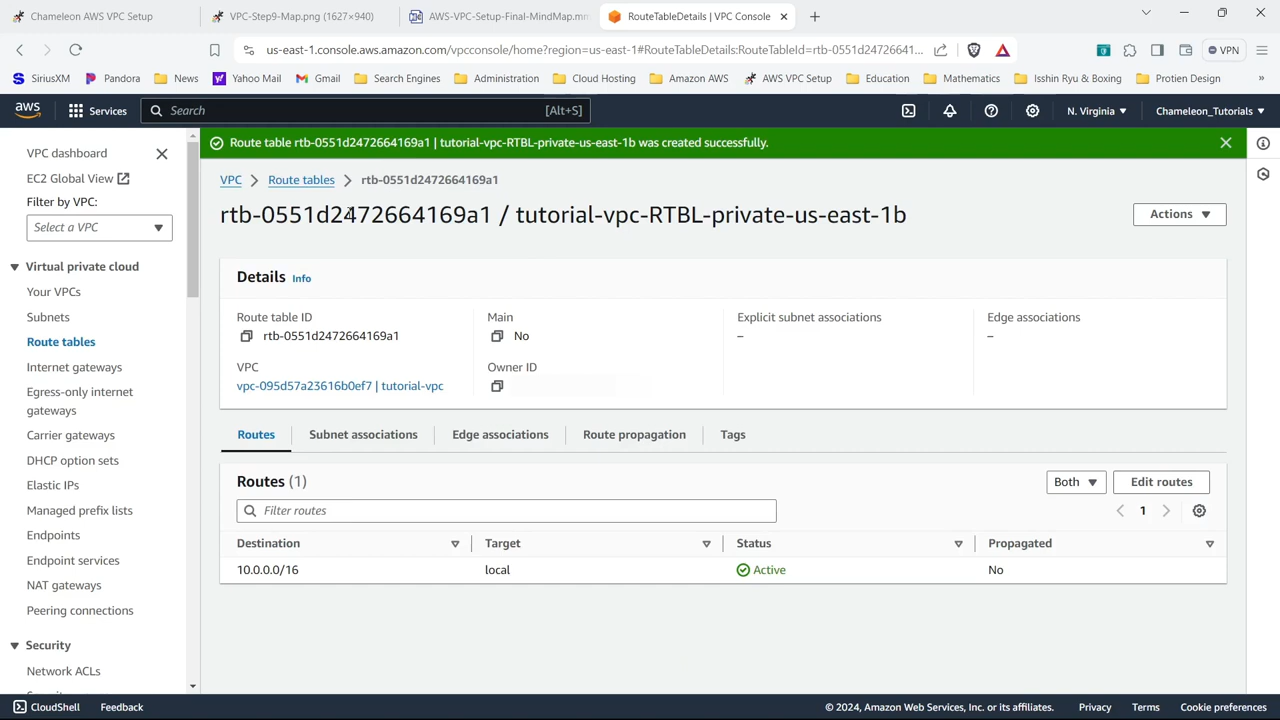 Chameleon AWS VPC Setup
VPC-Step9-Map.png (1627×940)
AWS-VPC-Setup-Final-MindMap.mm
RouteTableDetails | VPC Console
us-east-1.console.aws.amazon.com/vpcconsole/home?region=us-east-1#RouteTableDetails:RouteTableId=rtb-0551d24726641...
VPN
SiriusXM
Pandora
News
Yahoo Mail
Gmail
Search Engines
Administration
Cloud Hosting
Amazon AWS
AWS VPC Setup
Education
Mathematics
Isshin Ryu & Boxing
Protien Design
»
aws
Services
Search
[Alt+S]
N. Virginia
Chameleon_Tutorials
VPC dashboard
EC2 Global View
Filter by VPC:
Select a VPC
Virtual private cloud
Your VPCs
Subnets
Route tables
Internet gateways
Egress-only internet
gateways
Carrier gateways
DHCP option sets
Elastic IPs
Managed prefix lists
Endpoints
Endpoint services
NAT gateways
Peering connections
Security
Network ACLs
Route table rtb-0551d2472664169a1 | tutorial-vpc-RTBL-private-us-east-1b was created successfully.
VPC
Route tables
rtb-0551d2472664169a1
rtb-0551d2472664169a1 / tutorial-vpc-RTBL-private-us-east-1b
Actions
Details Info
Route table ID
rtb-0551d2472664169a1
Main
No
Explicit subnet associations
–
Edge associations
–
VPC
vpc-095d57a23616b0ef7 | tutorial-vpc
Owner ID
Routes
Subnet associations
Edge associations
Route propagation
Tags
Routes (1)
Both
Edit routes
Filter routes
1
Destination
Target
Status
Propagated
10.0.0.0/16
local
Active
No
CloudShell
Feedback
© 2024, Amazon Web Services, Inc. or its affiliates.
Privacy
Terms
Cookie preferences